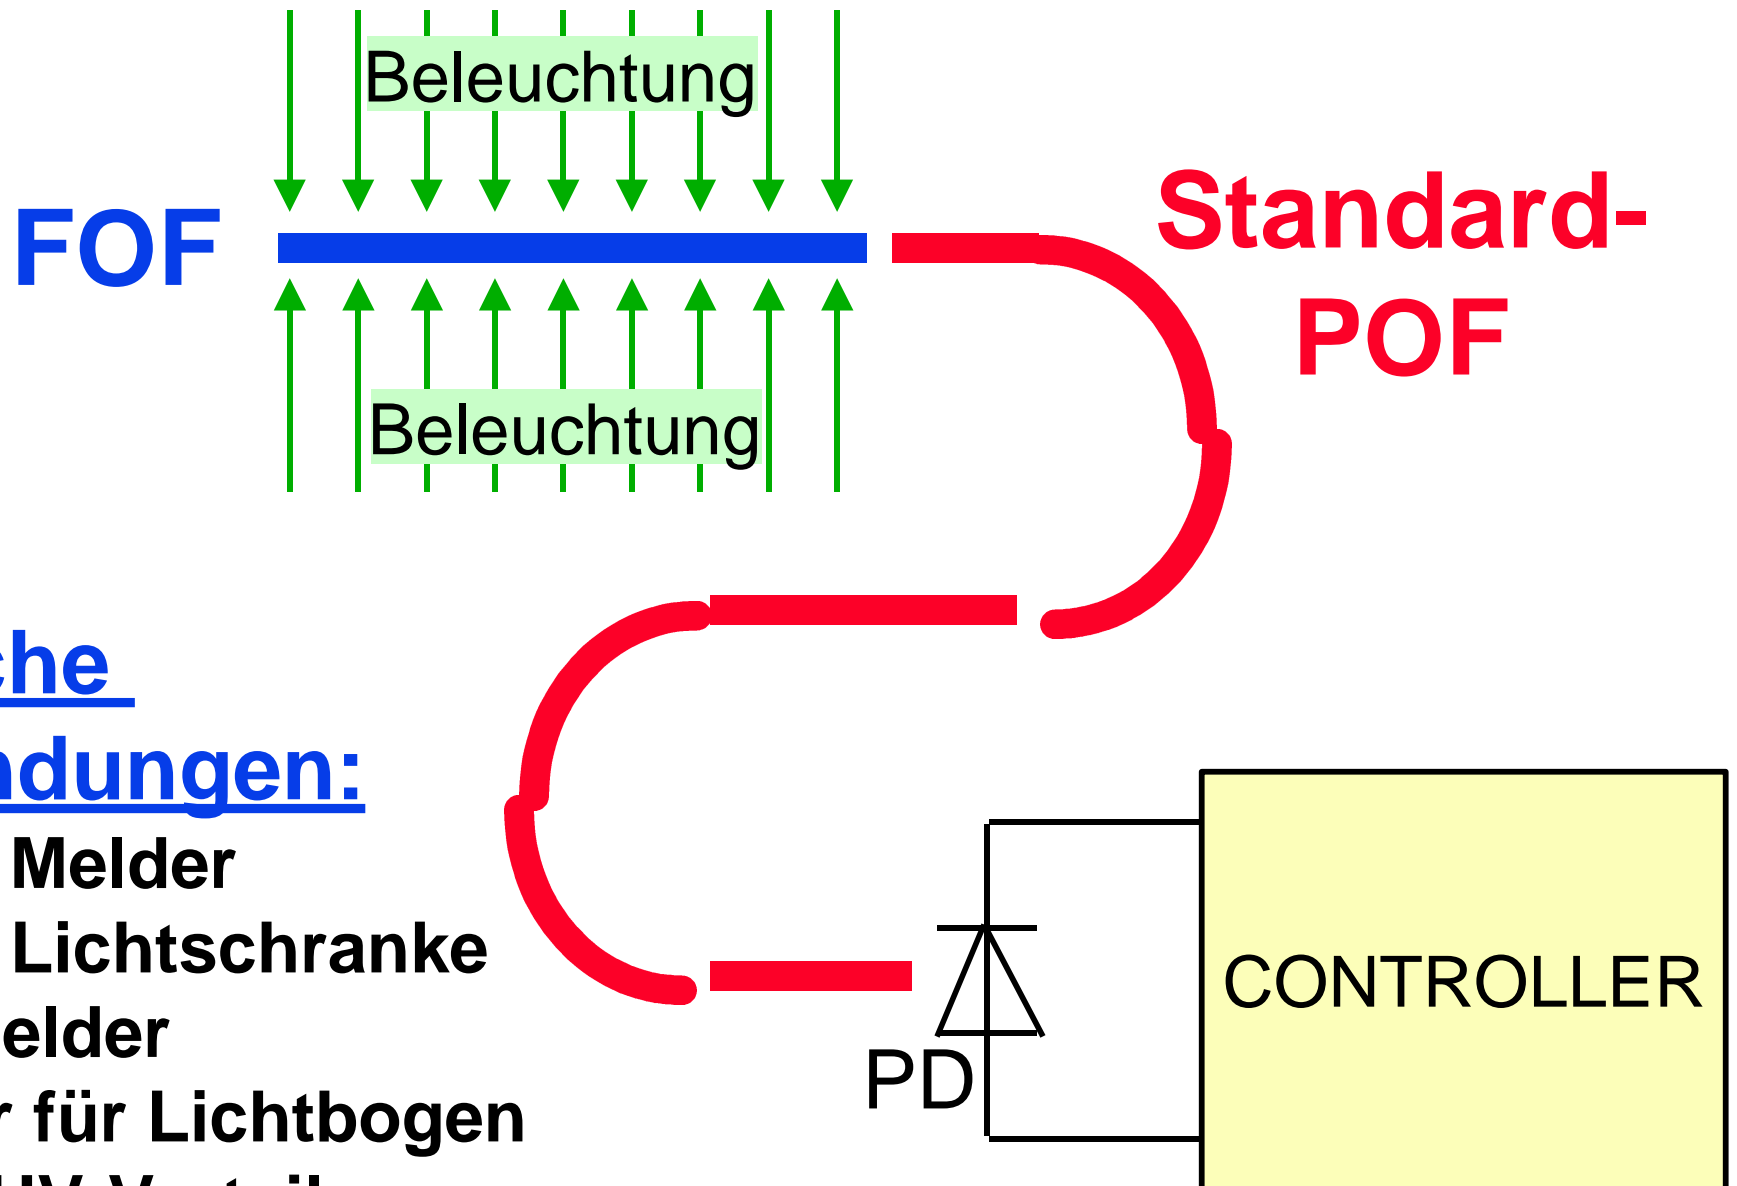 Beleuchtung
FOF
Standard-
POF
Beleuchtung
che
ndungen:
Melder
Lichtschranke
elder
r für Lichtbogen
CONTROLLER
PD